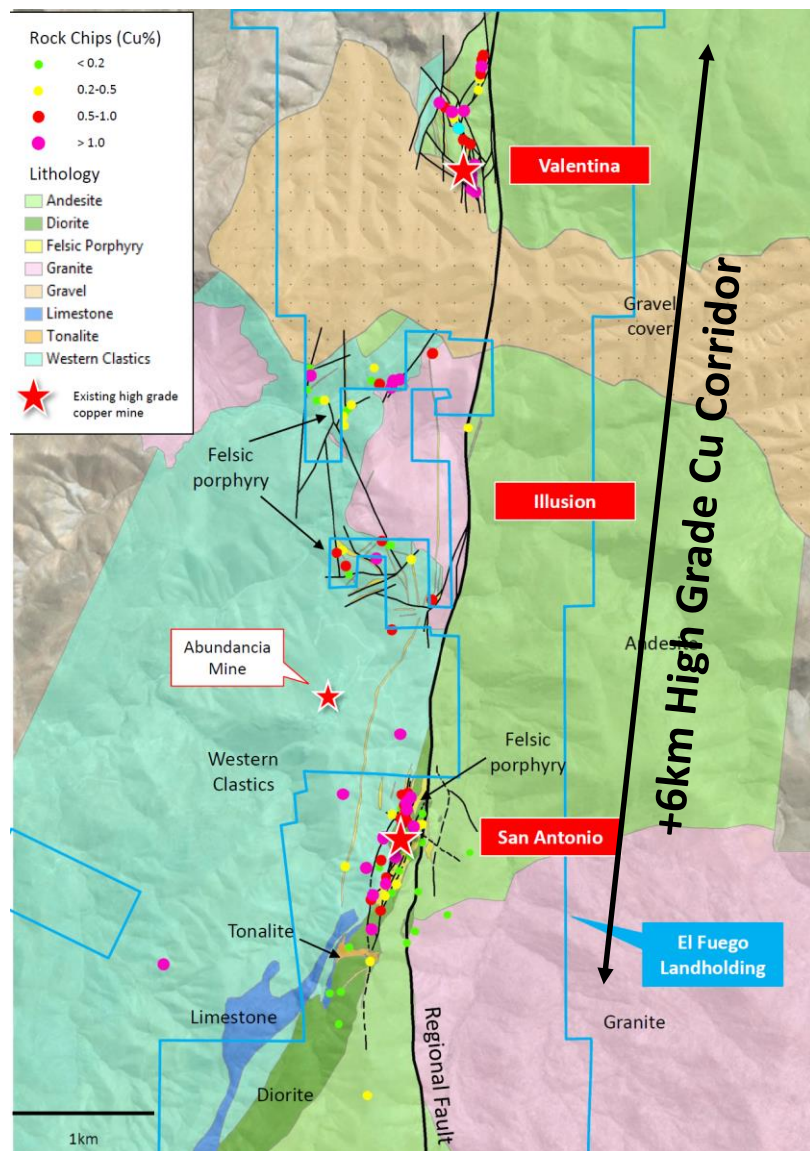 Rock Chips (Cu%)
< 0.2
0.2-0.5
0.5-1.0
> 1.0
Lithology
Andesite
Diorite
Felsic Porphyry
Granite
Gravel
Limestone
Tonalite
Western Clastics
Existing high grade
copper mine
Valentina
Gravel
cover
+6km High Grade Cu Corridor
Felsic
porphyry
Illusion
Andesite
Abundancia
Mine
Western
Clastics
Felsic
porphyry
San Antonio
Tonalite
El Fuego
Landholding
Limestone
Granite
Regional Fault
Diorite
1km